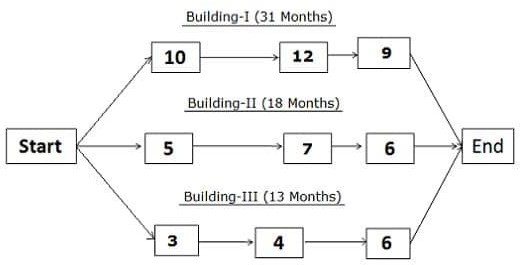 Building-I (31 Months)
10 12 9
Building-II (18 Months)
Start 5 7 6 End
Building-III (13 Months)
3 4 6